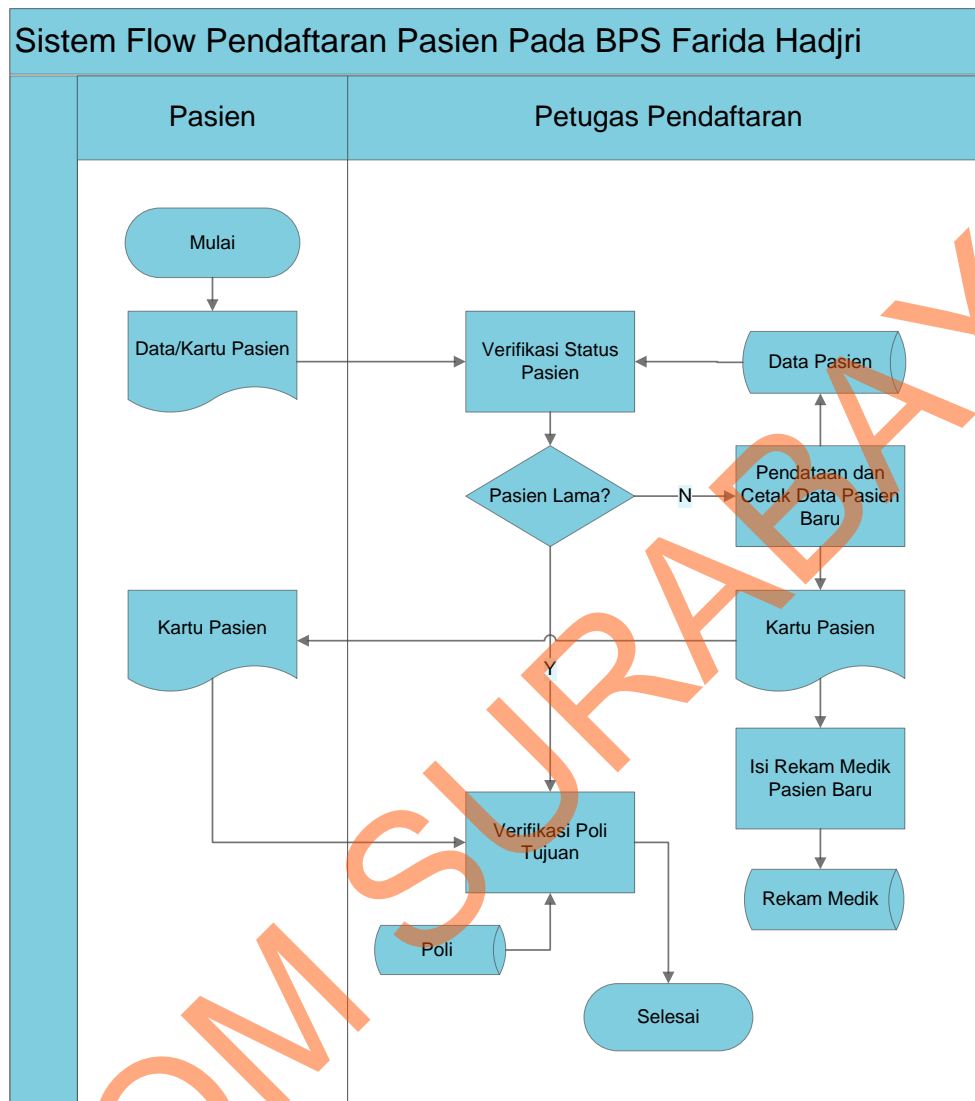 Sistem Flow Pendaftaran Pasien Pada BPS Farida Hadjri
Pasien
Petugas Pendaftaran
Mulai
Data/Kartu Pasien
Verifikasi Status
Pasien
Data Pasien
Pasien Lama?
N
Pendataan dan
Cetak Data Pasien
Baru
Kartu Pasien
Kartu Pasien
Y
Isi Rekam Medik
Pasien Baru
Verifikasi Poli
Tujuan
Rekam Medik
Poli
Selesai
OM SURABAY